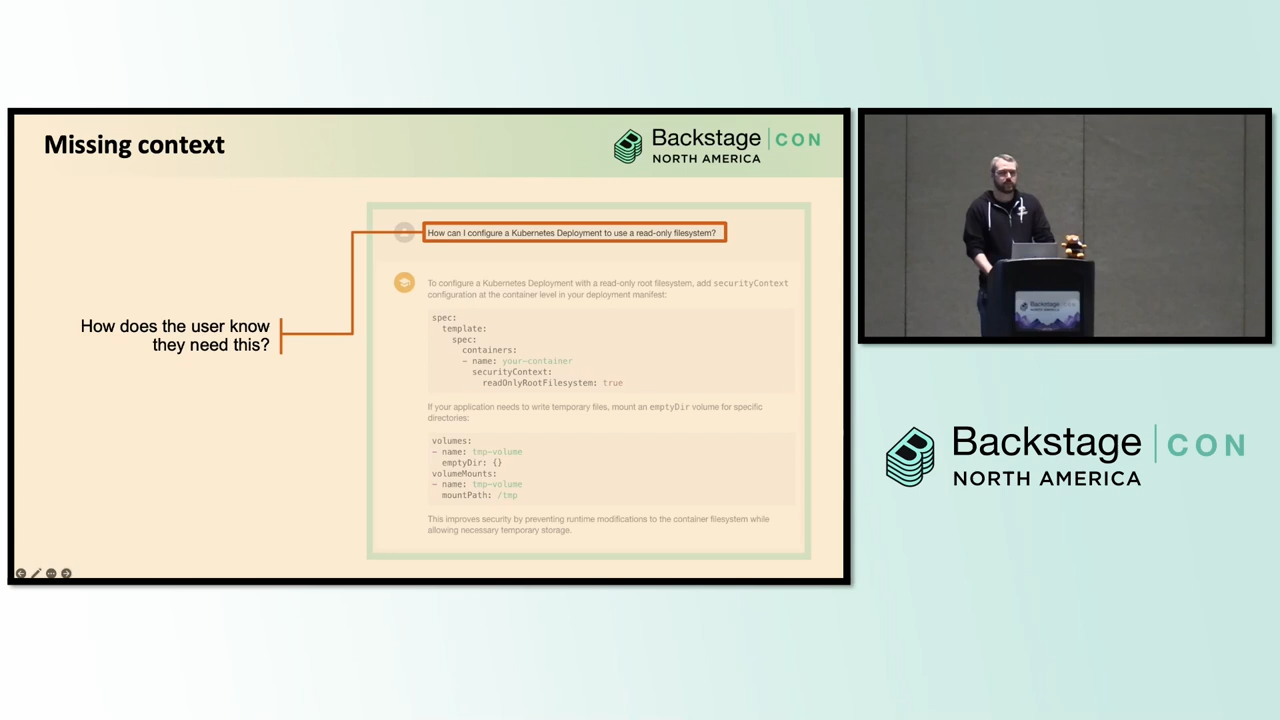 Missing context
Backstage CON
NORTH AMERICA
How can I configure a Kubernetes Deployment to use a read-only filesystem?
How does the user know
they need this?
To configure a Kubernetes Deployment with a read-only root filesystem, add securityContext
configuration at the container level in your deployment manifest:
spec:
template:
spec:
containers:
- name: your-container
securityContext:
readOnlyRootFilesystem: true
If your application needs to write temporary files, mount an emptyDir volume for specific
directories:
volumes:
- name: tmp-volume
emptyDir: {}
volumeMounts:
- name: tmp-volume
mountPath: /tmp
This improves security by preventing runtime modifications to the container filesystem while
allowing necessary temporary storage.
Backstage
NORTH AMERICA
Backstage CON
NORTH AMERICA